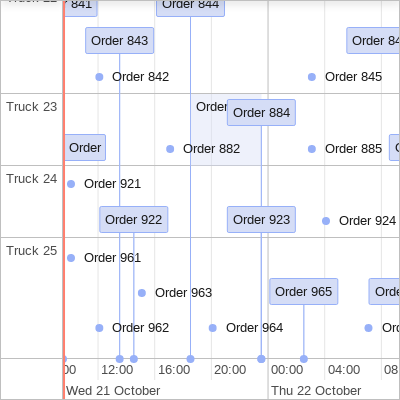 841
Order 844
Order 843
Order 84
Order 842
Order 845
Truck 23
Order
Order 884
Order
Order 882
Order 885
Truck 24
Order 921
Order 922
Order 923
Order 924
Truck 25
Order 961
Order 963
Order 965
Orde
Order 962
Order 964
Ord
00
12:00
16:00
20:00
00:00
04:00
08
Wed 21 October
Thu 22 October